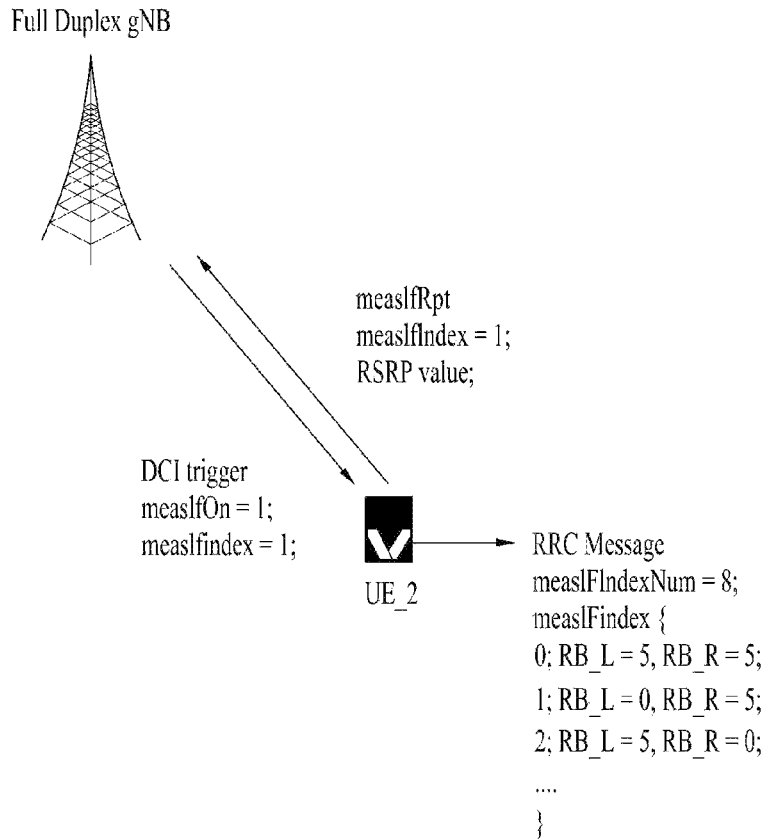 Full Duplex gNB
measIfRpt
measIfIndex = 1;
RSRP value;
DCI trigger
measIfOn = 1;
measIfindex = 1;
UE_2
RRC Message
measIFIndexNum = 8;
measIFindex {
0; RB_L = 5, RB_R = 5;
1; RB_L = 0, RB_R = 5;
2; RB_L = 5, RB_R = 0;
....
}